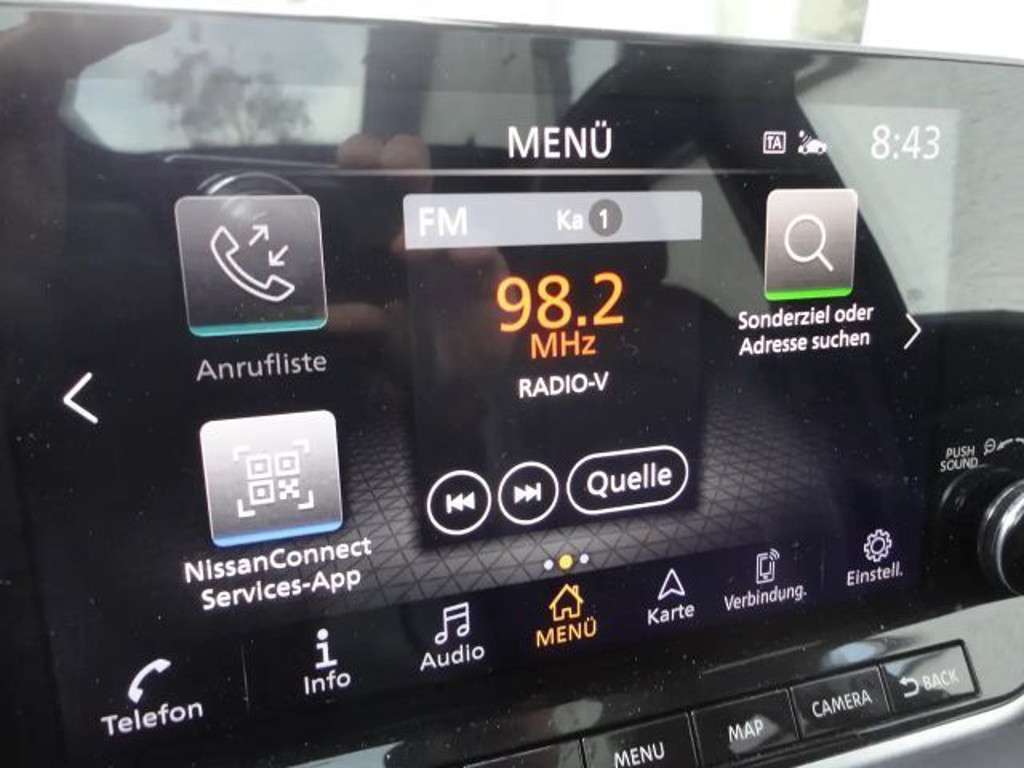 MENÜ
TA
8:43
FM
Ka 1
98.2
MHz
RADIO-V
Anrufliste
Sonderziel oder
Adresse suchen
Quelle
NissanConnect
Services-App
Telefon
Info
Audio
MENÜ
Karte
Verbindung.
Einstell.
PUSH
SOUND
MENU
MAP
CAMERA
BACK